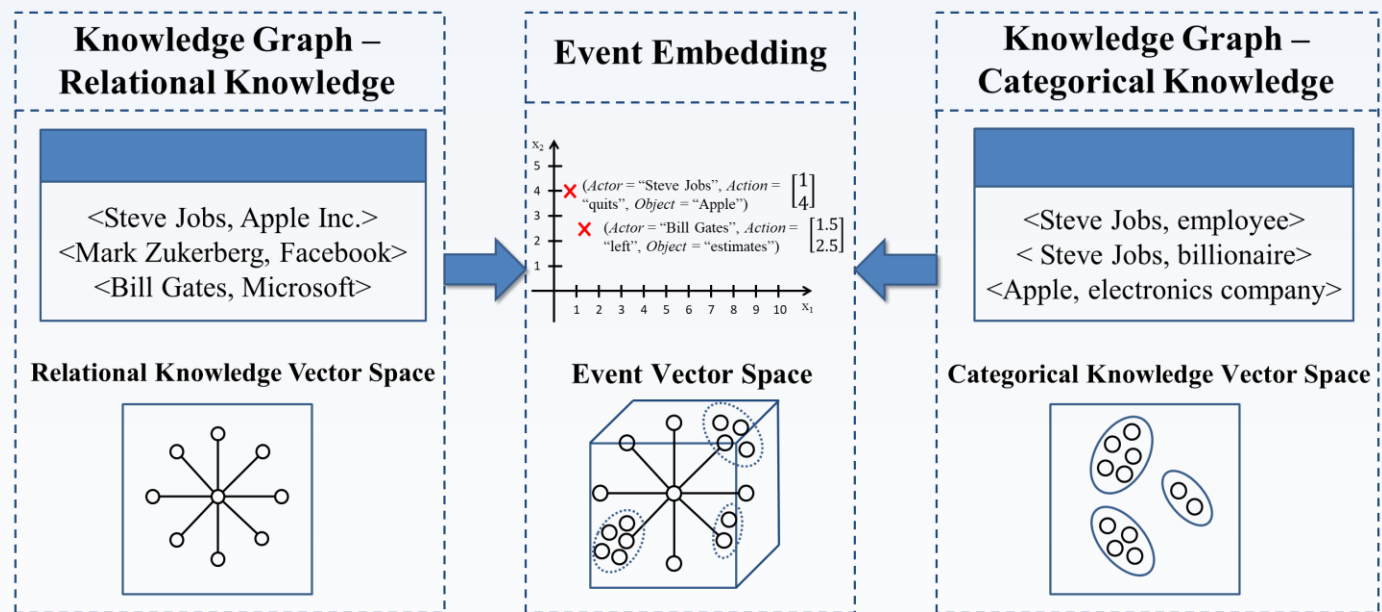 Knowledge Graph –
Relational Knowledge
<Steve Jobs, Apple Inc.>
<Mark Zukerberg, Facebook>
<Bill Gates, Microsoft>
Relational Knowledge Vector Space
Event Embedding
x2
5
4
3
2
1
(Actor = “Steve Jobs”, Action =
“quits”, Object = “Apple”)
[1
4]
(Actor = “Bill Gates”, Action =
“left”, Object = “estimates”)
[1.5
2.5]
1 2 3 4 5 6 7 8 9 10 x1
Event Vector Space
Knowledge Graph –
Categorical Knowledge
<Steve Jobs, employee>
< Steve Jobs, billionaire>
<Apple, electronics company>
Categorical Knowledge Vector Space